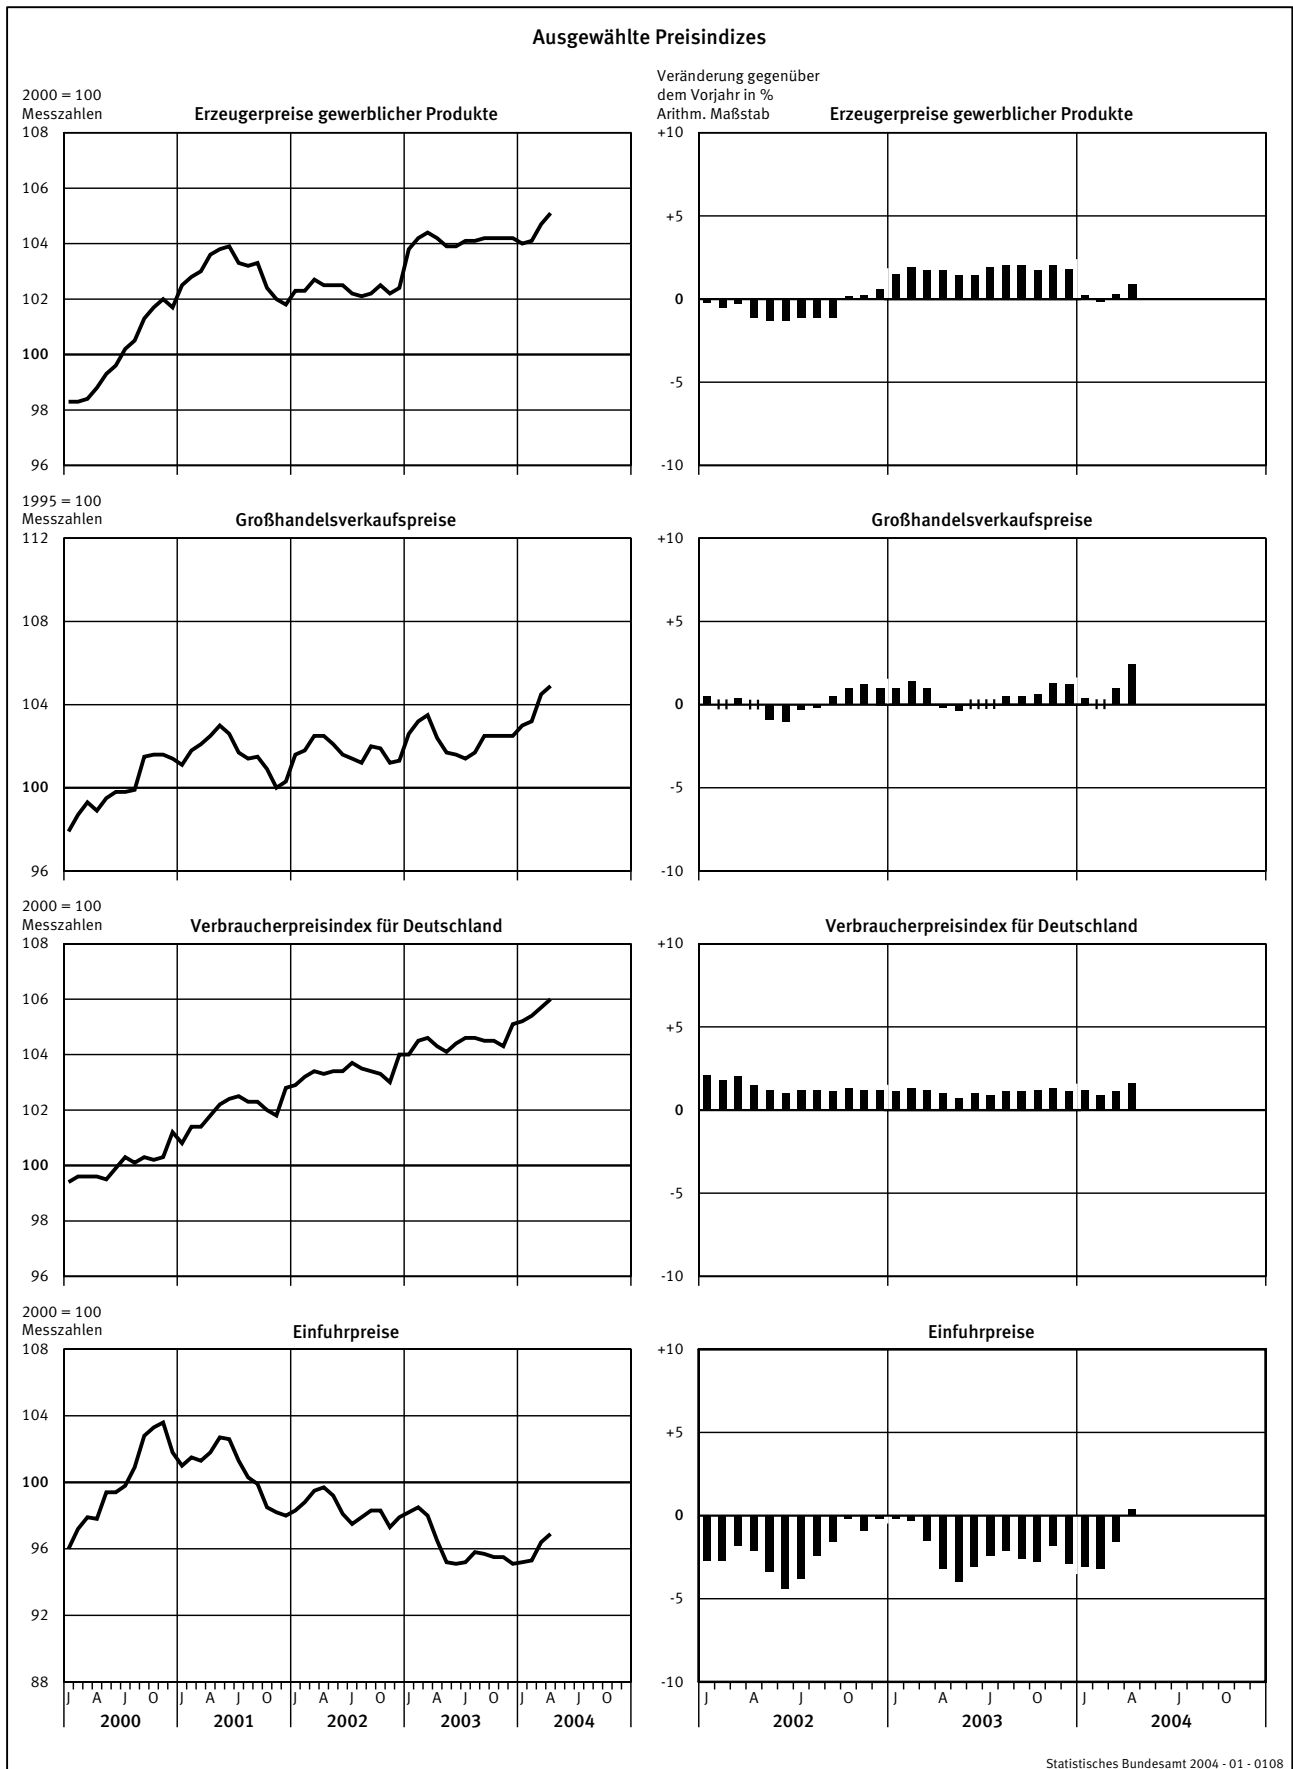 Ausgewählte Preisindizes
2000 = 100
Messzahlen
Erzeugerpreise gewerblicher Produkte
108
106
104
102
100
98
96
Veränderung gegenüber
dem Vorjahr in %
Arithm. Maßstab
Erzeugerpreise gewerblicher Produkte
+10
+5
0
-5
-10
1995 = 100
Messzahlen
Großhandelsverkaufspreise
112
108
104
100
96
Großhandelsverkaufspreise
+10
+5
0
-5
-10
2000 = 100
Messzahlen
Verbraucherpreisindex für Deutschland
108
106
104
102
100
98
96
Verbraucherpreisindex für Deutschland
+10
+5
0
-5
-10
2000 = 100
Messzahlen
Einfuhrpreise
108
104
100
96
92
88
J A J O J A J O J A J O J A J O J A J O
2000 2001 2002 2003 2004
Einfuhrpreise
+10
+5
0
-5
-10
J A J O J A J O J A J O
2002 2003 2004
Statistisches Bundesamt 2004 - 01 - 0108